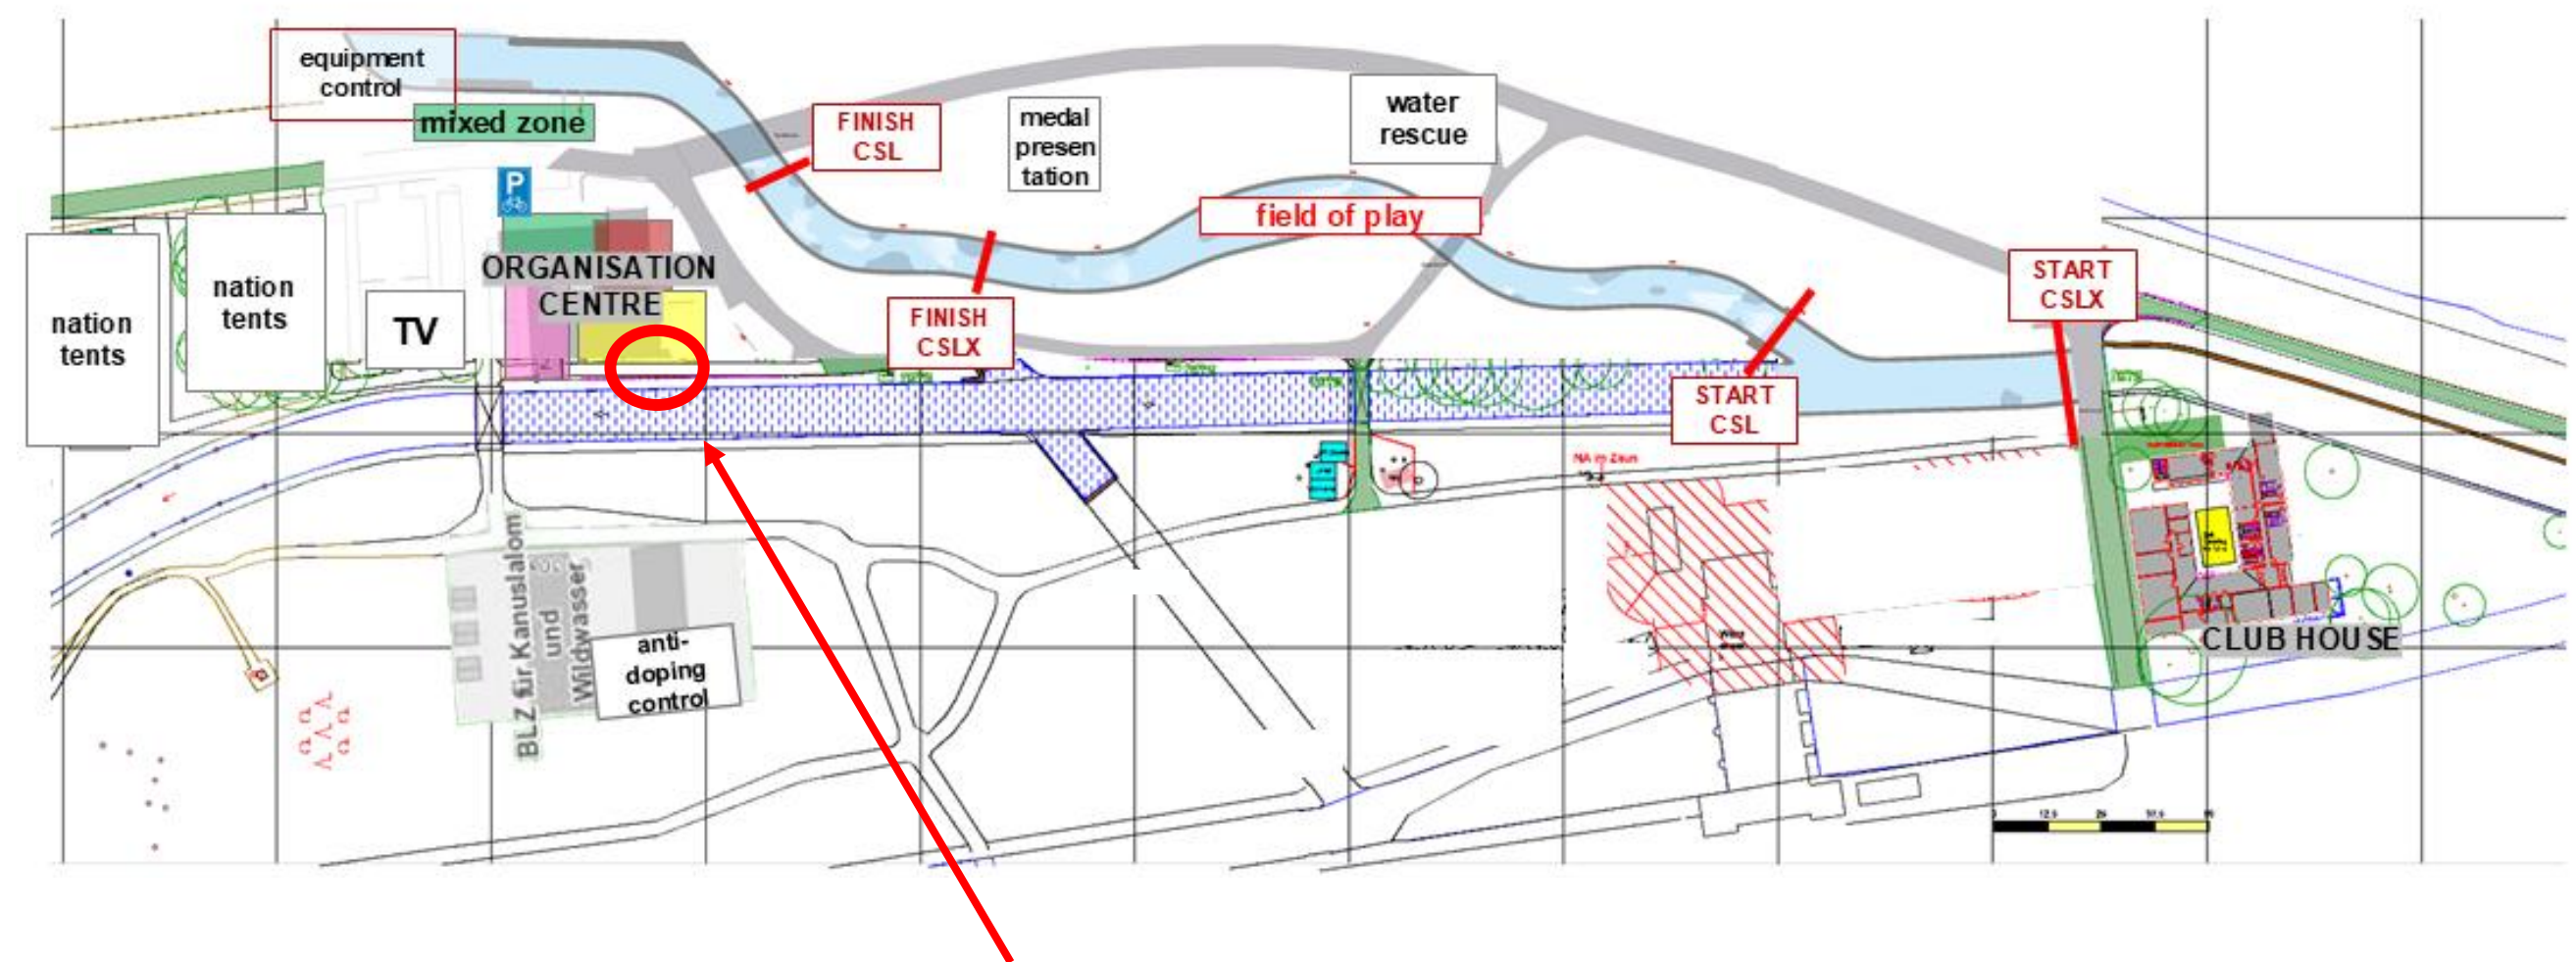 equipment
control
mixed zone
FINISH
CSL
medal
presen
tation
water
rescue
P
field of play
nation
tents
nation
tents
TV
ORGANISATION
CENTRE
FINISH
CSLX
START
CSLX
START
CSL
BLZ für Kanuslalom
und
Wildwasser
anti-
doping
control
CLUB HOUSE